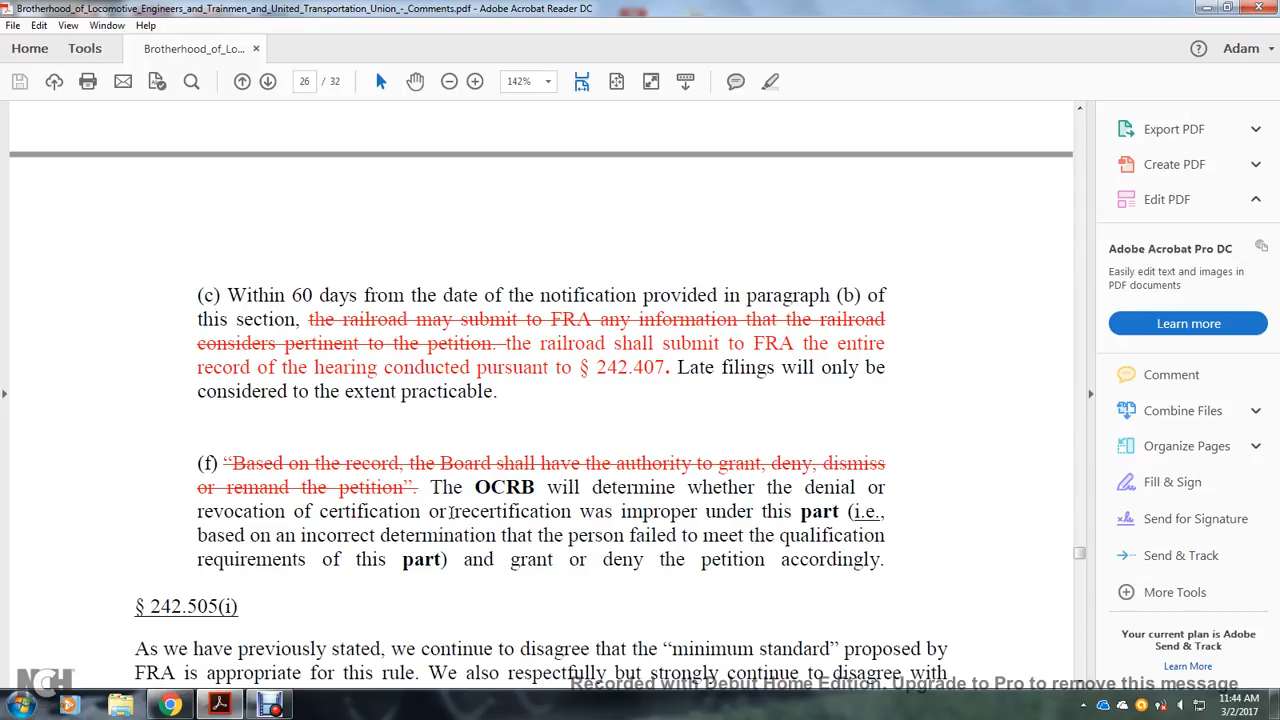 Brotherhood_of_Locomotive_Engineers_and_Trainmen_and_United_Transportation_Union_-_Comments.pdf - Adobe Acrobat Reader DC
File Edit View Window Help
Home Tools Brotherhood_of_Lo... × Adam
26 / 32 142%
(c) Within 60 days from the date of the notification provided in paragraph (b) of
this section, the railroad may submit to FRA any information that the railroad
considers pertinent to the petition. the railroad shall submit to FRA the entire
record of the hearing conducted pursuant to § 242.407. Late filings will only be
considered to the extent practicable.
(f) “Based on the record, the Board shall have the authority to grant, deny, dismiss
or remand the petition”. The OCRB will determine whether the denial or
revocation of certification or recertification was improper under this part (i.e.,
based on an incorrect determination that the person failed to meet the qualification
requirements of this part) and grant or deny the petition accordingly.
§ 242.505(i)
As we have previously stated, we continue to disagree that the “minimum standard” proposed by
FRA is appropriate for this rule. We also respectfully but strongly continue to disagree with
Export PDF
Create PDF
Edit PDF
Adobe Acrobat Pro DC
Easily edit text and images in
PDF documents
Learn more
Comment
Combine Files
Organize Pages
Fill & Sign
Send for Signature
Send & Track
More Tools
Your current plan is Adobe
Send & Track
Learn More
NCH
Recorded with Debut Home Edition. Upgrade to Pro to remove this message
11:44 AM
3/2/2017